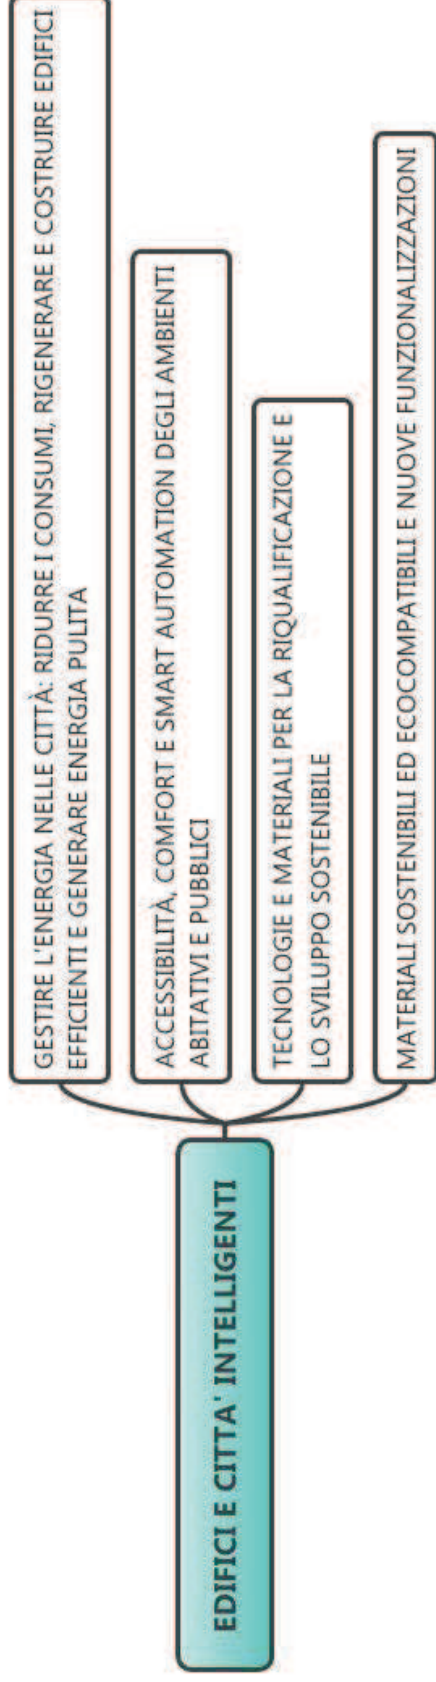 EDIFICI E CITTA' INTELLIGENTI
GESTIRE L'ENERGIA NELLE CITTÀ: RIDURRE I CONSUMI, RIGENERARE E COSTRUIRE EDIFICI
EFFICIENTI E GENERARE ENERGIA PULITA
ACCESSIBILITÀ, COMFORT E SMART AUTOMATION DEGLI AMBIENTI
ABITATIVI E PUBBLICI
TECNOLOGIE E MATERIALI PER LA RIQUALIFICAZIONE E
LO SVILUPPO SOSTENIBILE
MATERIALI SOSTENIBILI ED ECOCOMPATIBILI E NUOVE FUNZIONALIZZAZIONI